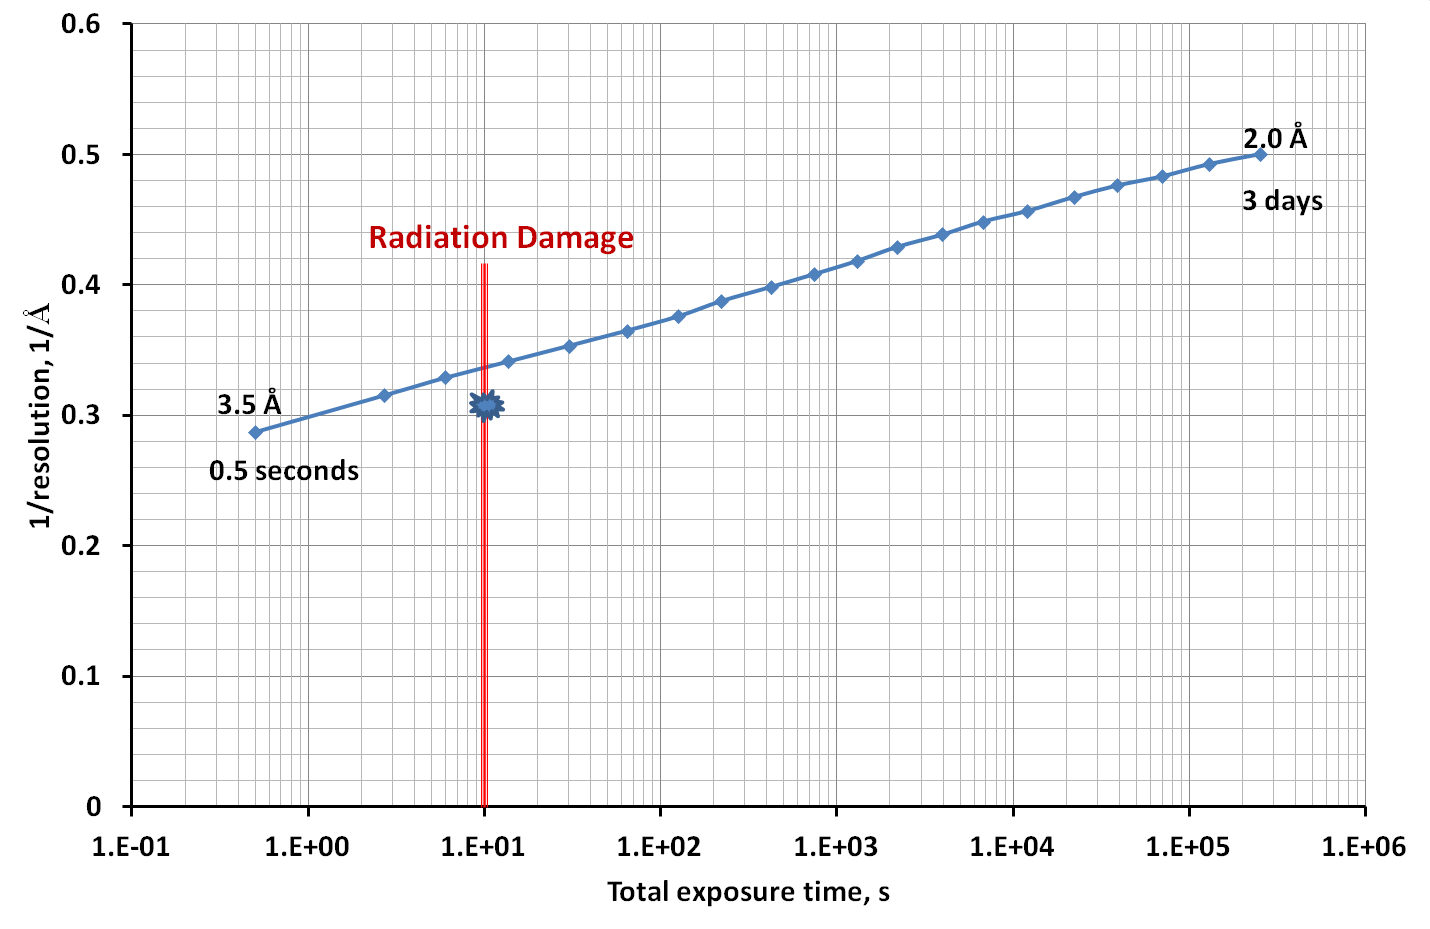 0.6
0.5
0.4
0.3
0.2
0.1
0
1/resolution, 1/Å
2.0 Å
3 days
Radiation Damage
3.5 Å
0.5 seconds
1.E-01 1.E+00 1.E+01 1.E+02 1.E+03 1.E+04 1.E+05 1.E+06
Total exposure time, s